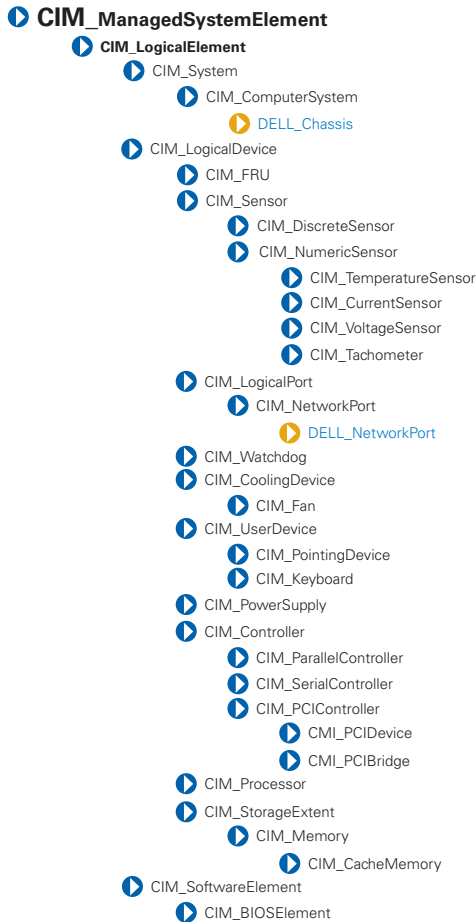 CIM_ManagedSystemElement
CIM_LogicalElement
CIM_System
CIM_ComputerSystem
DELL_Chassis
CIM_LogicalDevice
CIM_FRU
CIM_Sensor
CIM_DiscreteSensor
CIM_NumericSensor
CIM_TemperatureSensor
CIM_CurrentSensor
CIM_VoltageSensor
CIM_Tachometer
CIM_LogicalPort
CIM_NetworkPort
DELL_NetworkPort
CIM_Watchdog
CIM_CoolingDevice
CIM_Fan
CIM_UserDevice
CIM_PointingDevice
CIM_Keyboard
CIM_PowerSupply
CIM_Controller
CIM_ParallelController
CIM_SerialController
CIM_PCIController
CMI_PCIDevice
CMI_PCIBridge
CIM_Processor
CIM_StorageExtent
CIM_Memory
CIM_CacheMemory
CIM_SoftwareElement
CIM_BIOSElement